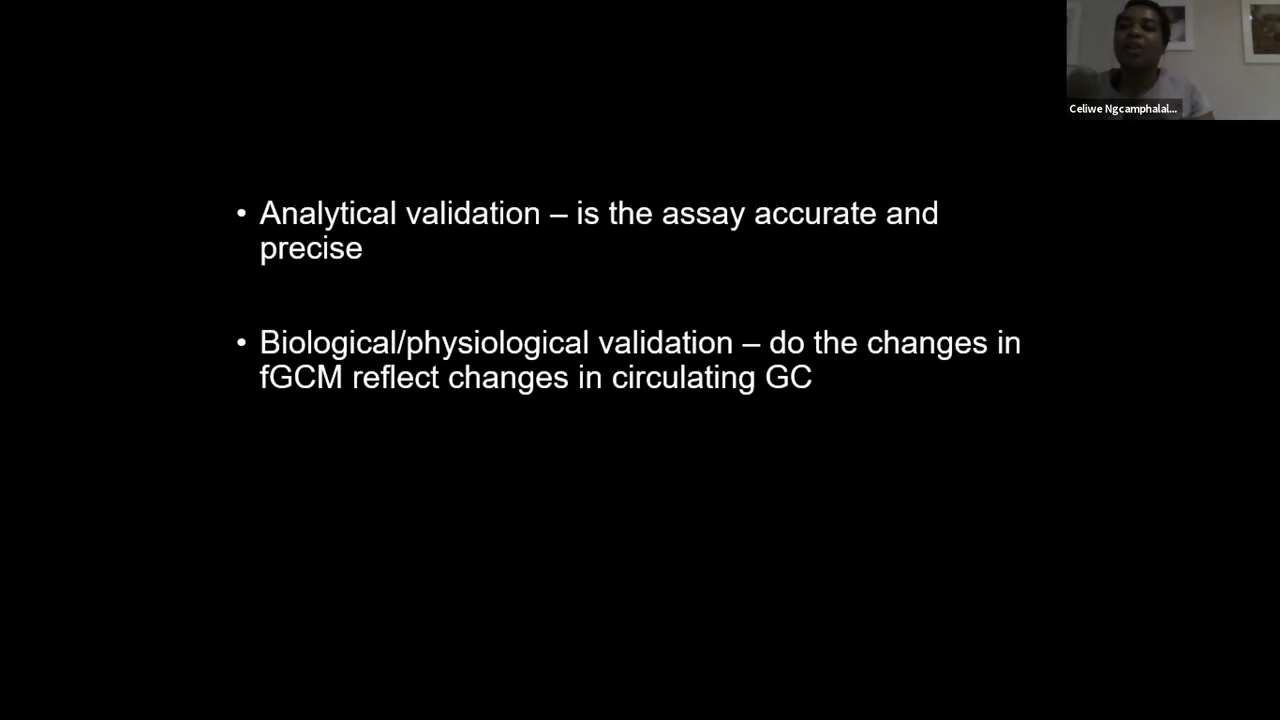 Celiwe Ngcamphalal...
• Analytical validation – is the assay accurate and
precise
• Biological/physiological validation – do the changes in
fGCM reflect changes in circulating GC